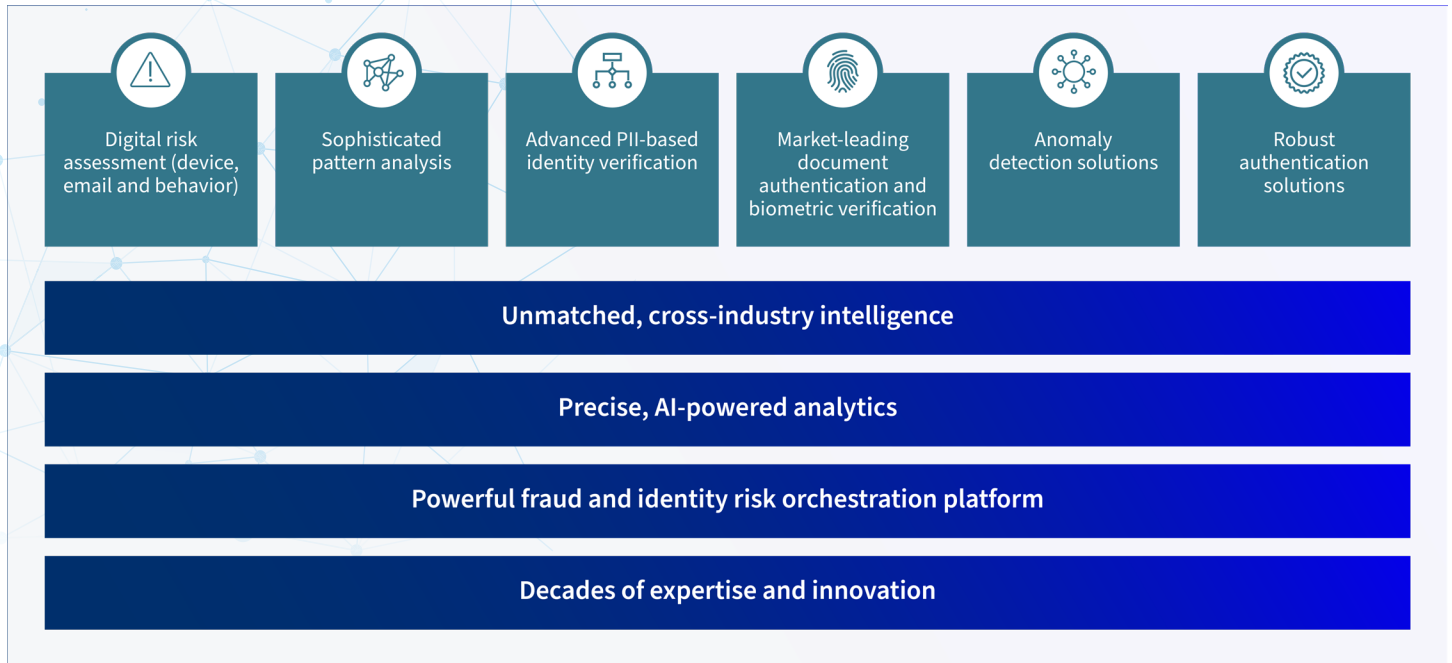 Digital risk
assessment (device,
email and behavior)
Sophisticated
pattern analysis
Advanced PII-based
identity verification
Market-leading
document
authentication and
biometric verification
Anomaly
detection solutions
Robust
authentication
solutions
Unmatched, cross-industry intelligence
Precise, AI-powered analytics
Powerful fraud and identity risk orchestration platform
Decades of expertise and innovation